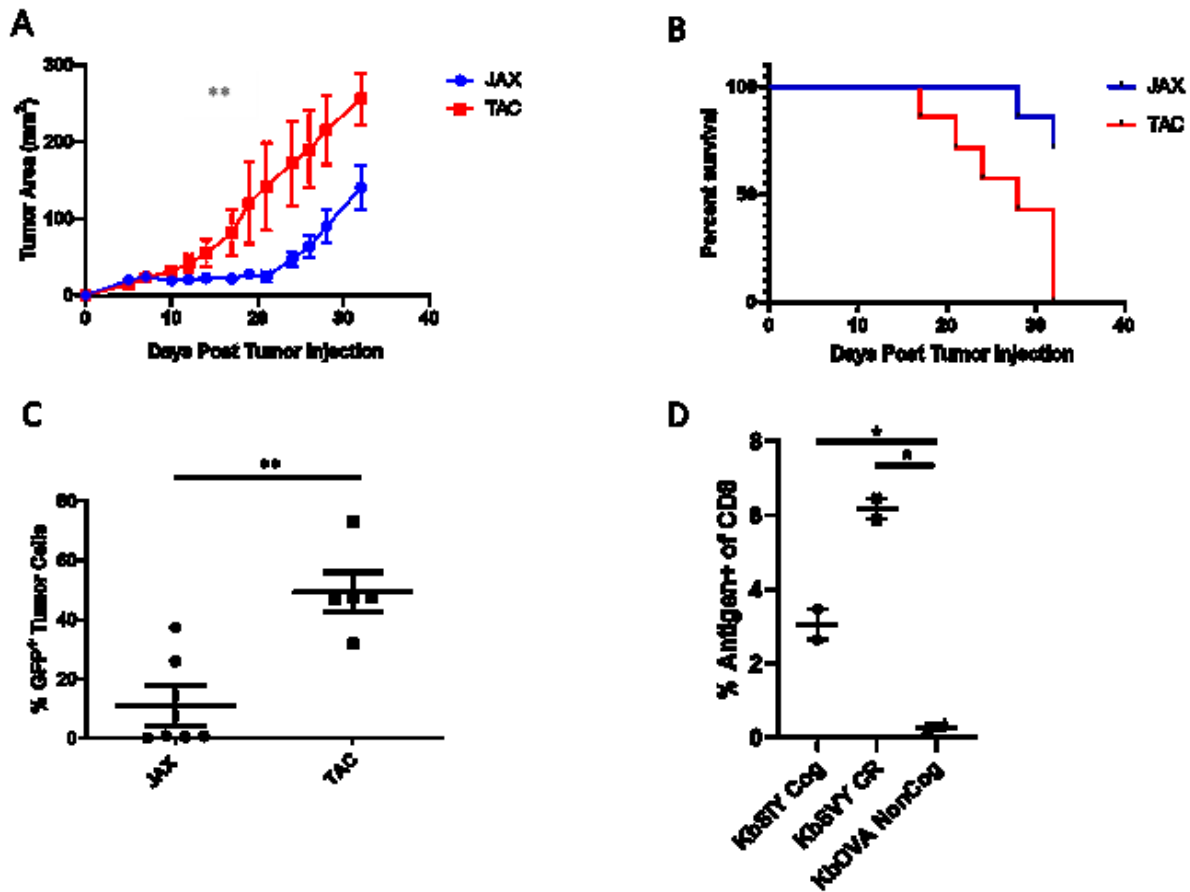 A
300
200
100
0
Tumor Area (mm²)
**
JAX
TAC
0 10 20 30 40
Days Post Tumor Injection
B
100
50
0
Percent survival
JAX
TAC
0 10 20 30 40
Days Post Tumor Injection
C
**
80
60
40
20
0
% GFP⁺ Tumor Cells
JAX
TAC
D
*
*
8
6
4
2
0
% Antigen+ of CD8
KbSIY Cog
KbSVY CR
KbOVA NonCog